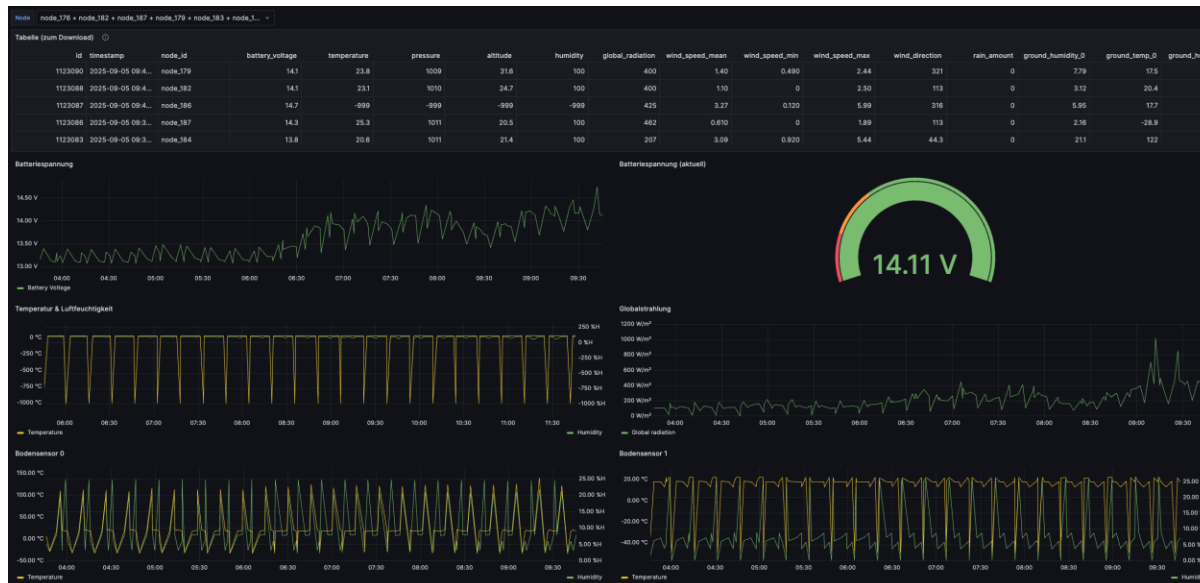 Node node_176 + node_182 + node_187 + node_179 + node_183 + node_1...
Tabelle (zum Download)
id timestamp node_id battery_voltage temperature pressure altitude humidity global_radiation wind_speed_mean wind_speed_min wind_speed_max wind_direction rain_amount ground_humidity_0 ground_temp_0 ground_h
1123090 2025-09-05 09:4... node_179 14.1 23.8 1009 31.6 100 400 1.40 0.490 2.44 321 0 7.79 17.5
1123088 2025-09-05 09:4... node_182 14.1 23.1 1010 24.7 100 400 1.10 0 2.50 113 0 3.12 20.4
1123087 2025-09-05 09:4... node_186 14.7 -999 -999 -999 -999 425 3.27 0.120 5.99 316 0 5.95 17.7
1123086 2025-09-05 09:3... node_187 14.3 25.3 1011 20.5 100 462 0.610 0 1.89 113 0 2.16 -28.9
1123083 2025-09-05 09:3... node_184 13.8 20.6 1011 21.4 100 207 3.09 0.920 5.44 44.3 0 21.1 122
Batteriespannung
14.50 V
14.00 V
13.50 V
13.00 V
04:00 04:30 05:00 05:30 06:00 06:30 07:00 07:30 08:00 08:30 09:00 09:30
Battery Voltage
Batteriespannung (aktuell)
14.11 V
Temperatur & Luftfeuchtigkeit
0 °C
-250 °C
-500 °C
-750 °C
-1000 °C
250 %H
0 %H
-250 %H
-500 %H
-750 %H
-1000 %H
06:00 06:30 07:00 07:30 08:00 08:30 09:00 09:30 10:00 10:30 11:00 11:30
Temperature Humidity
Globalstrahlung
1200 W/m²
1000 W/m²
800 W/m²
600 W/m²
400 W/m²
200 W/m²
0 W/m²
04:00 04:30 05:00 05:30 06:00 06:30 07:00 07:30 08:00 08:30 09:00 09:30
Global radiation
Bodensensor 0
150.00 °C
100.00 °C
50.00 °C
0.00 °C
-50.00 °C
25.00 %H
20.00 %H
15.00 %H
10.00 %H
5.00 %H
0.00 %H
04:00 04:30 05:00 05:30 06:00 06:30 07:00 07:30 08:00 08:30 09:00 09:30
Temperature Humidity
Bodensensor 1
20.00 °C
0.00 °C
-20.00 °C
-40.00 °C
25.00
20.00
15.00
10.00
5.00 %
0.00 %
04:00 04:30 05:00 05:30 06:00 06:30 07:00 07:30 08:00 08:30 09:00 09:30
Temperature Humidi